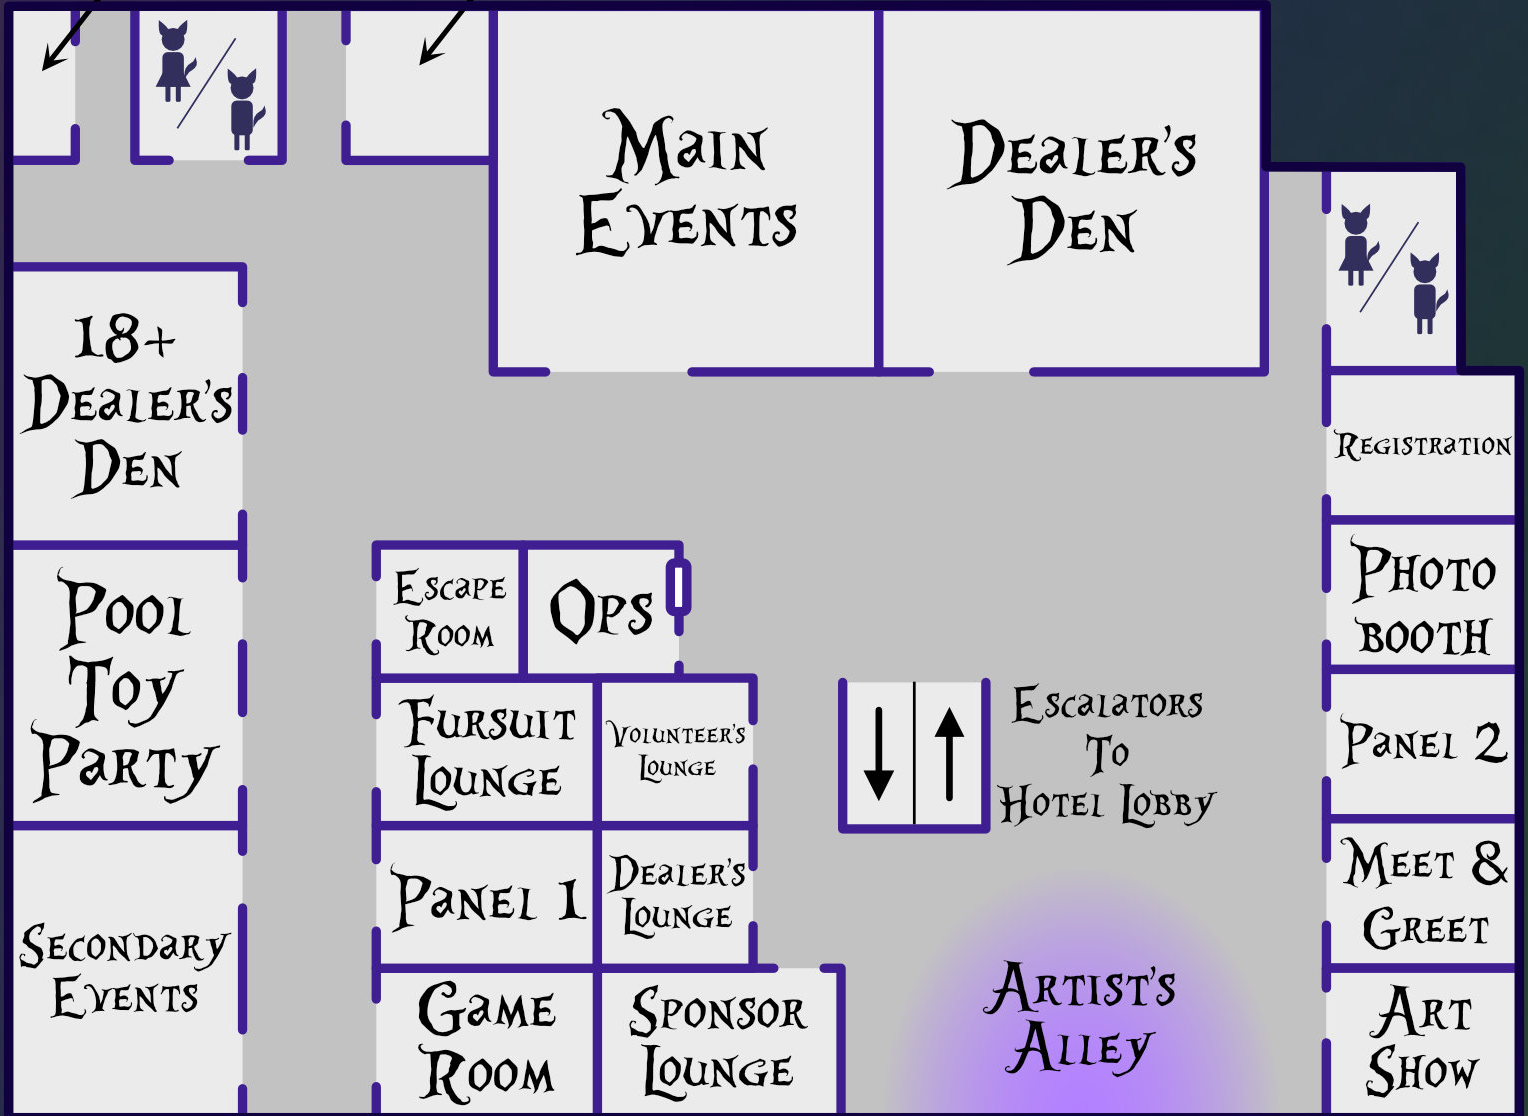 Main
Events
Dealer's
Den
18+
Dealer's
Den
Registration
Pool
Toy
Party
Escape
Room
Ops
Photo
booth
Fursuit
Lounge
Volunteer's
Lounge
Escalators
To
Hotel Lobby
Panel 2
Secondary
Events
Panel 1
Dealer's
Lounge
Meet &
Greet
Game
Room
Sponsor
Lounge
Artist's
Alley
Art
Show